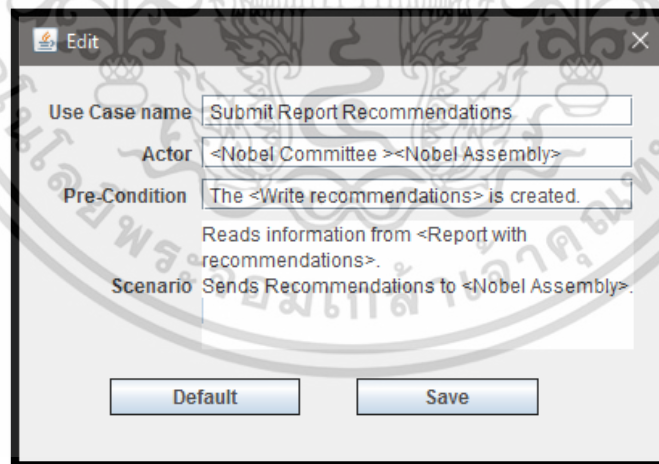 Edit
Use Case name Submit Report Recommendations
Actor <Nobel Committee ><Nobel Assembly>
Pre-Condition The <Write recommendations> is created.
Reads information from <Report with
recommendations>.
Scenario Sends Recommendations to <Nobel Assembly>.
Default Save